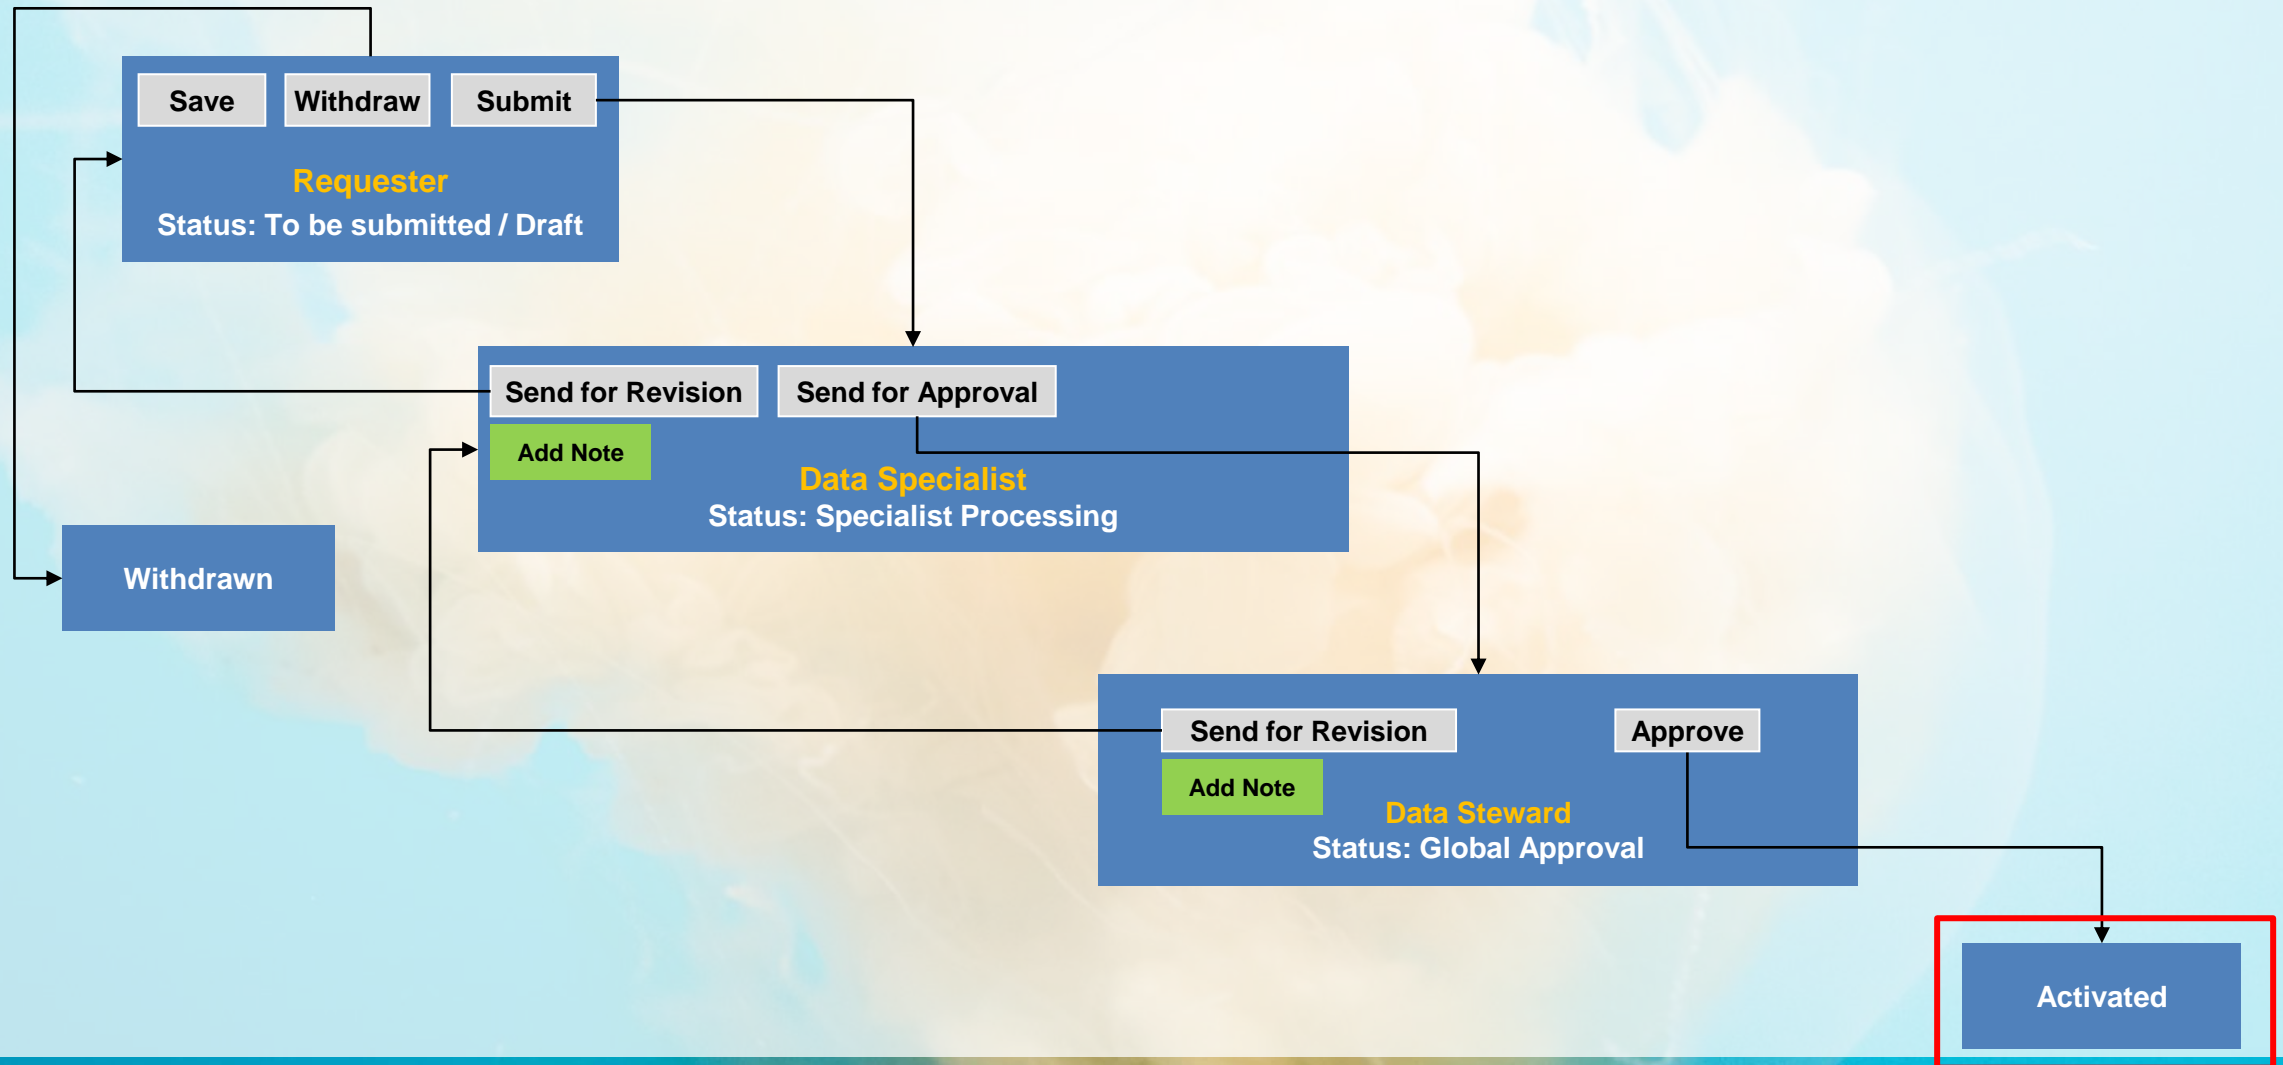 Save
Withdraw
Submit
Requester
Status: To be submitted / Draft
Send for Revision
Send for Approval
Add Note
Data Specialist
Status: Specialist Processing
Withdrawn
Send for Revision
Approve
Add Note
Data Steward
Status: Global Approval
Activated